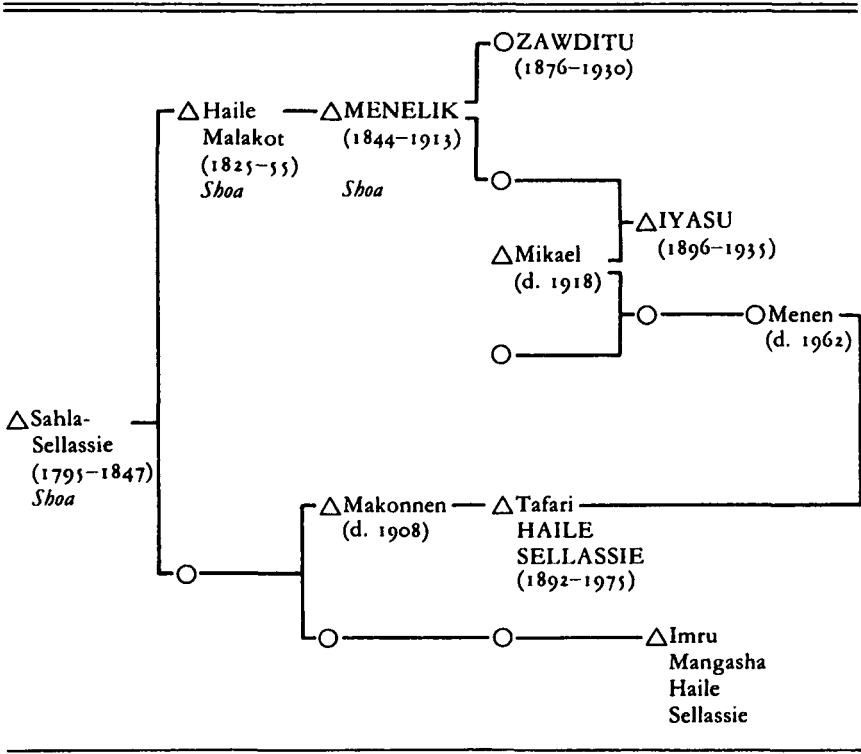 ZAWDITU
(1876–1930)
Haile
Malakot
(1825–55)
Shoa
MENELIK
(1844–1913)
Shoa
IYASU
(1896–1935)
Mikael
(d. 1918)
Menen
(d. 1962)
Sahla-
Sellassie
(1795–1847)
Shoa
Makonnen
(d. 1908)
Tafari
HAILE
SELLASSIE
(1892–1975)
Imru
Mangasha
Haile
Sellassie